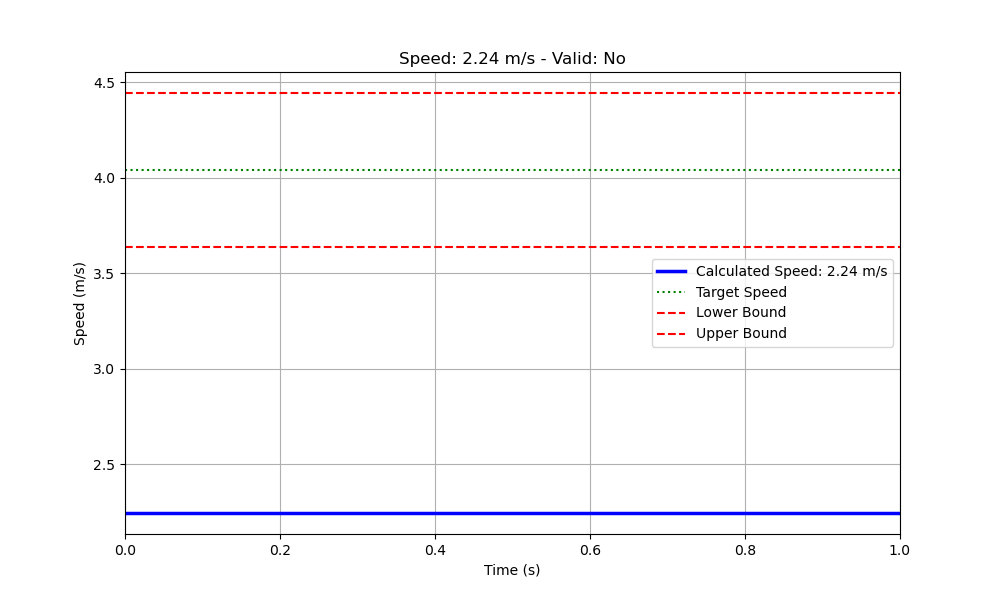 Speed: 2.24 m/s - Valid: No
4.5
4.0
3.5
3.0
2.5
Speed (m/s)
Calculated Speed: 2.24 m/s
Target Speed
Lower Bound
Upper Bound
0.0 0.2 0.4 0.6 0.8 1.0
Time (s)